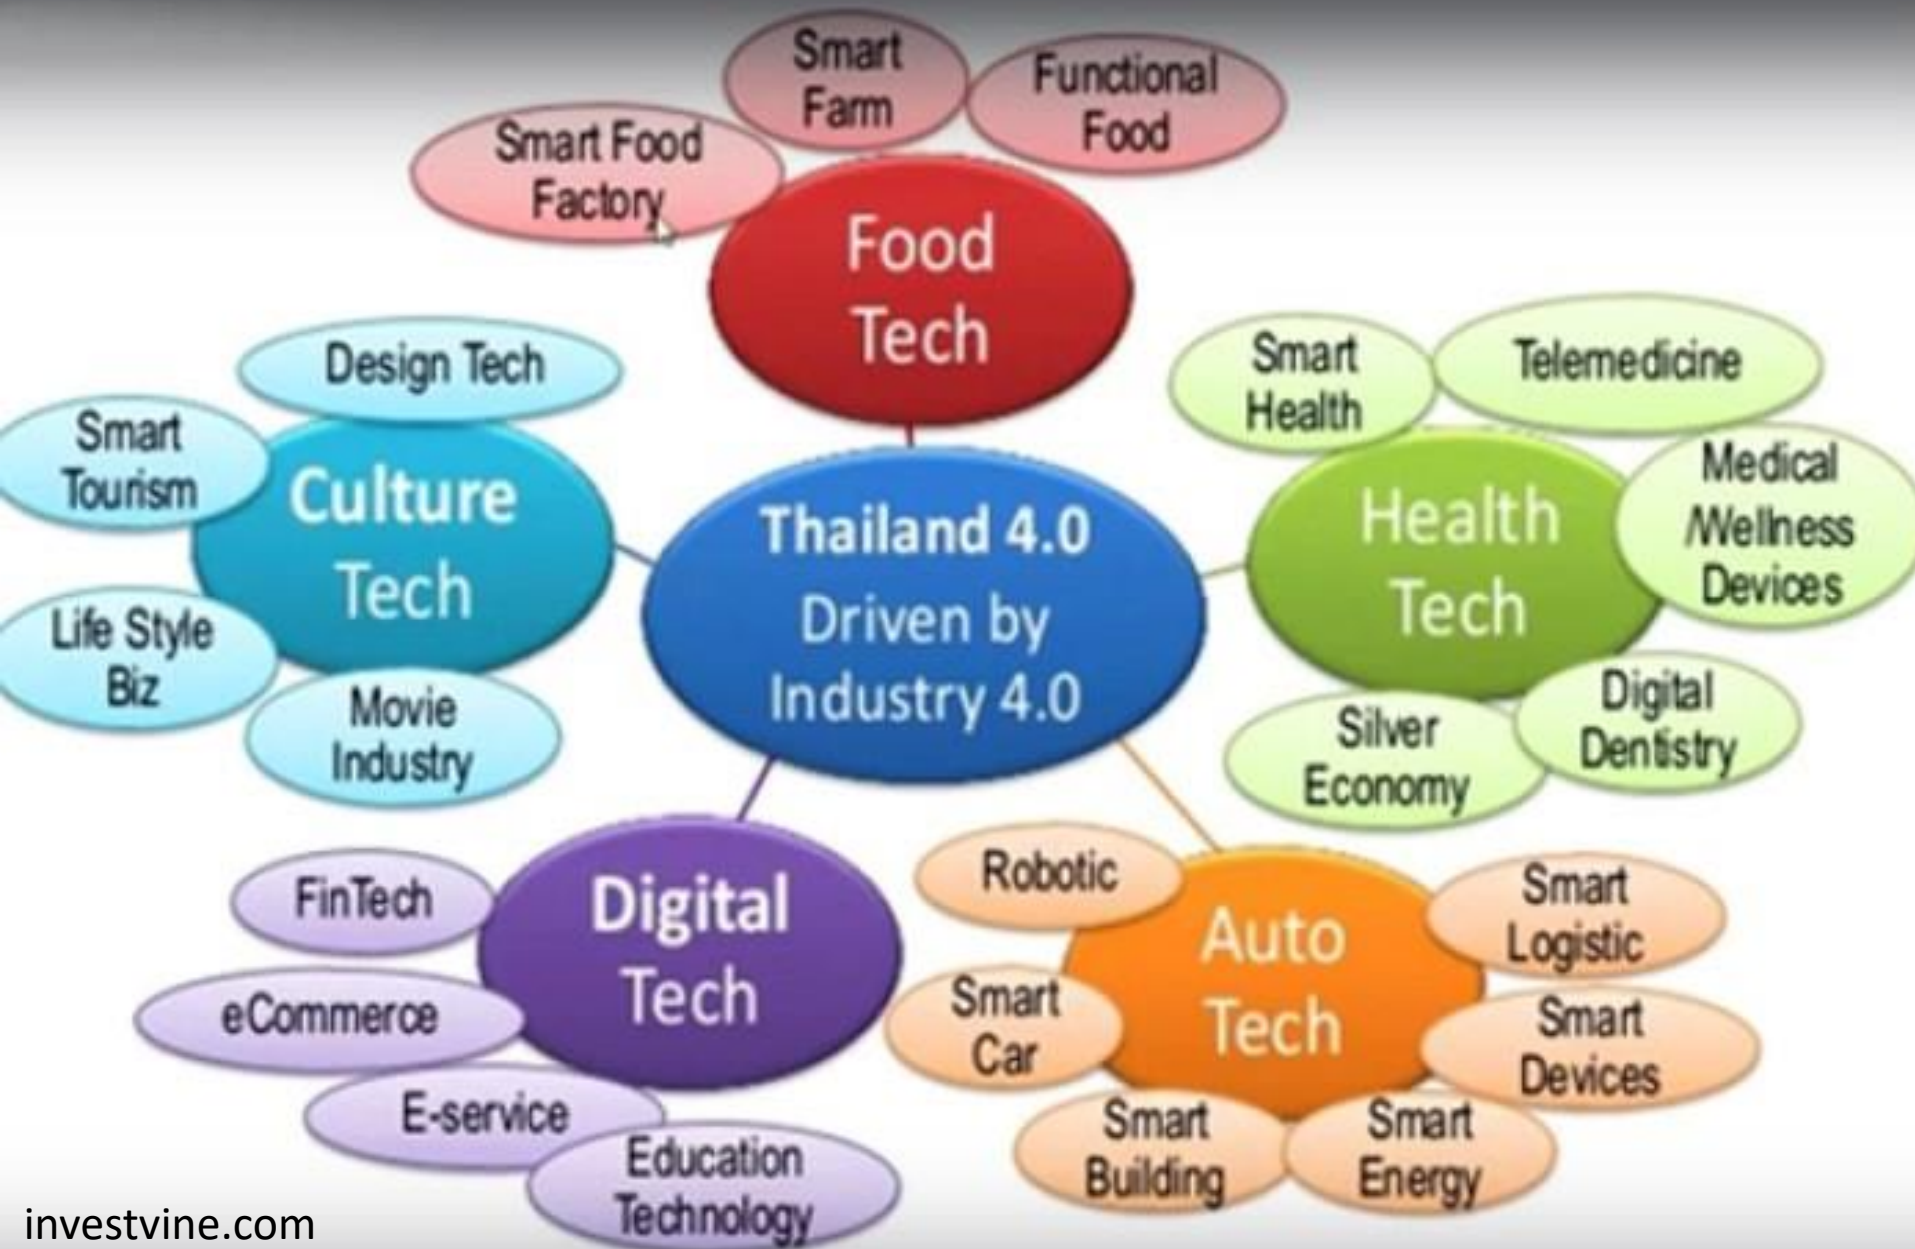 Smart
Farm
Functional
Food
Smart Food
Factory
Food
Tech
Design Tech
Smart
Tourism
Culture
Tech
Life Style
Biz
Movie
Industry
Thailand 4.0
Driven by
Industry 4.0
Smart
Health
Telemedicine
Health
Tech
Medical
/Wellness
Devices
Digital
Dentistry
Silver
Economy
FinTech
Digital
Tech
eCommerce
E-service
Education
Technology
Robotic
Auto
Tech
Smart
Logistic
Smart
Car
Smart
Devices
Smart
Building
Smart
Energy
investvine.com